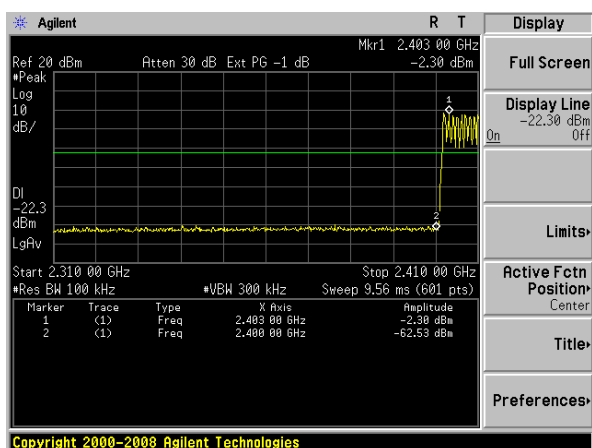 Agilent R T Display
Mkr1 2.403 00 GHz
Ref 20 dBm Atten 30 dB Ext PG -1 dB -2.30 dBm
#Peak
Log
10
dB/
1
2
DI
-22.3
dBm
LgAv
Start 2.310 00 GHz Stop 2.410 00 GHz
#Res BW 100 kHz #VBW 300 kHz Sweep 9.56 ms (601 pts)
Marker Trace Type X Axis Amplitude
1 (1) Freq 2.403 00 GHz -2.30 dBm
2 (1) Freq 2.400 00 GHz -62.53 dBm
Full Screen
Display Line
-22.30 dBm
On Off
Limits
Active Fctn
Position
Center
Title
Preferences
Copyright 2000-2008 Agilent Technologies